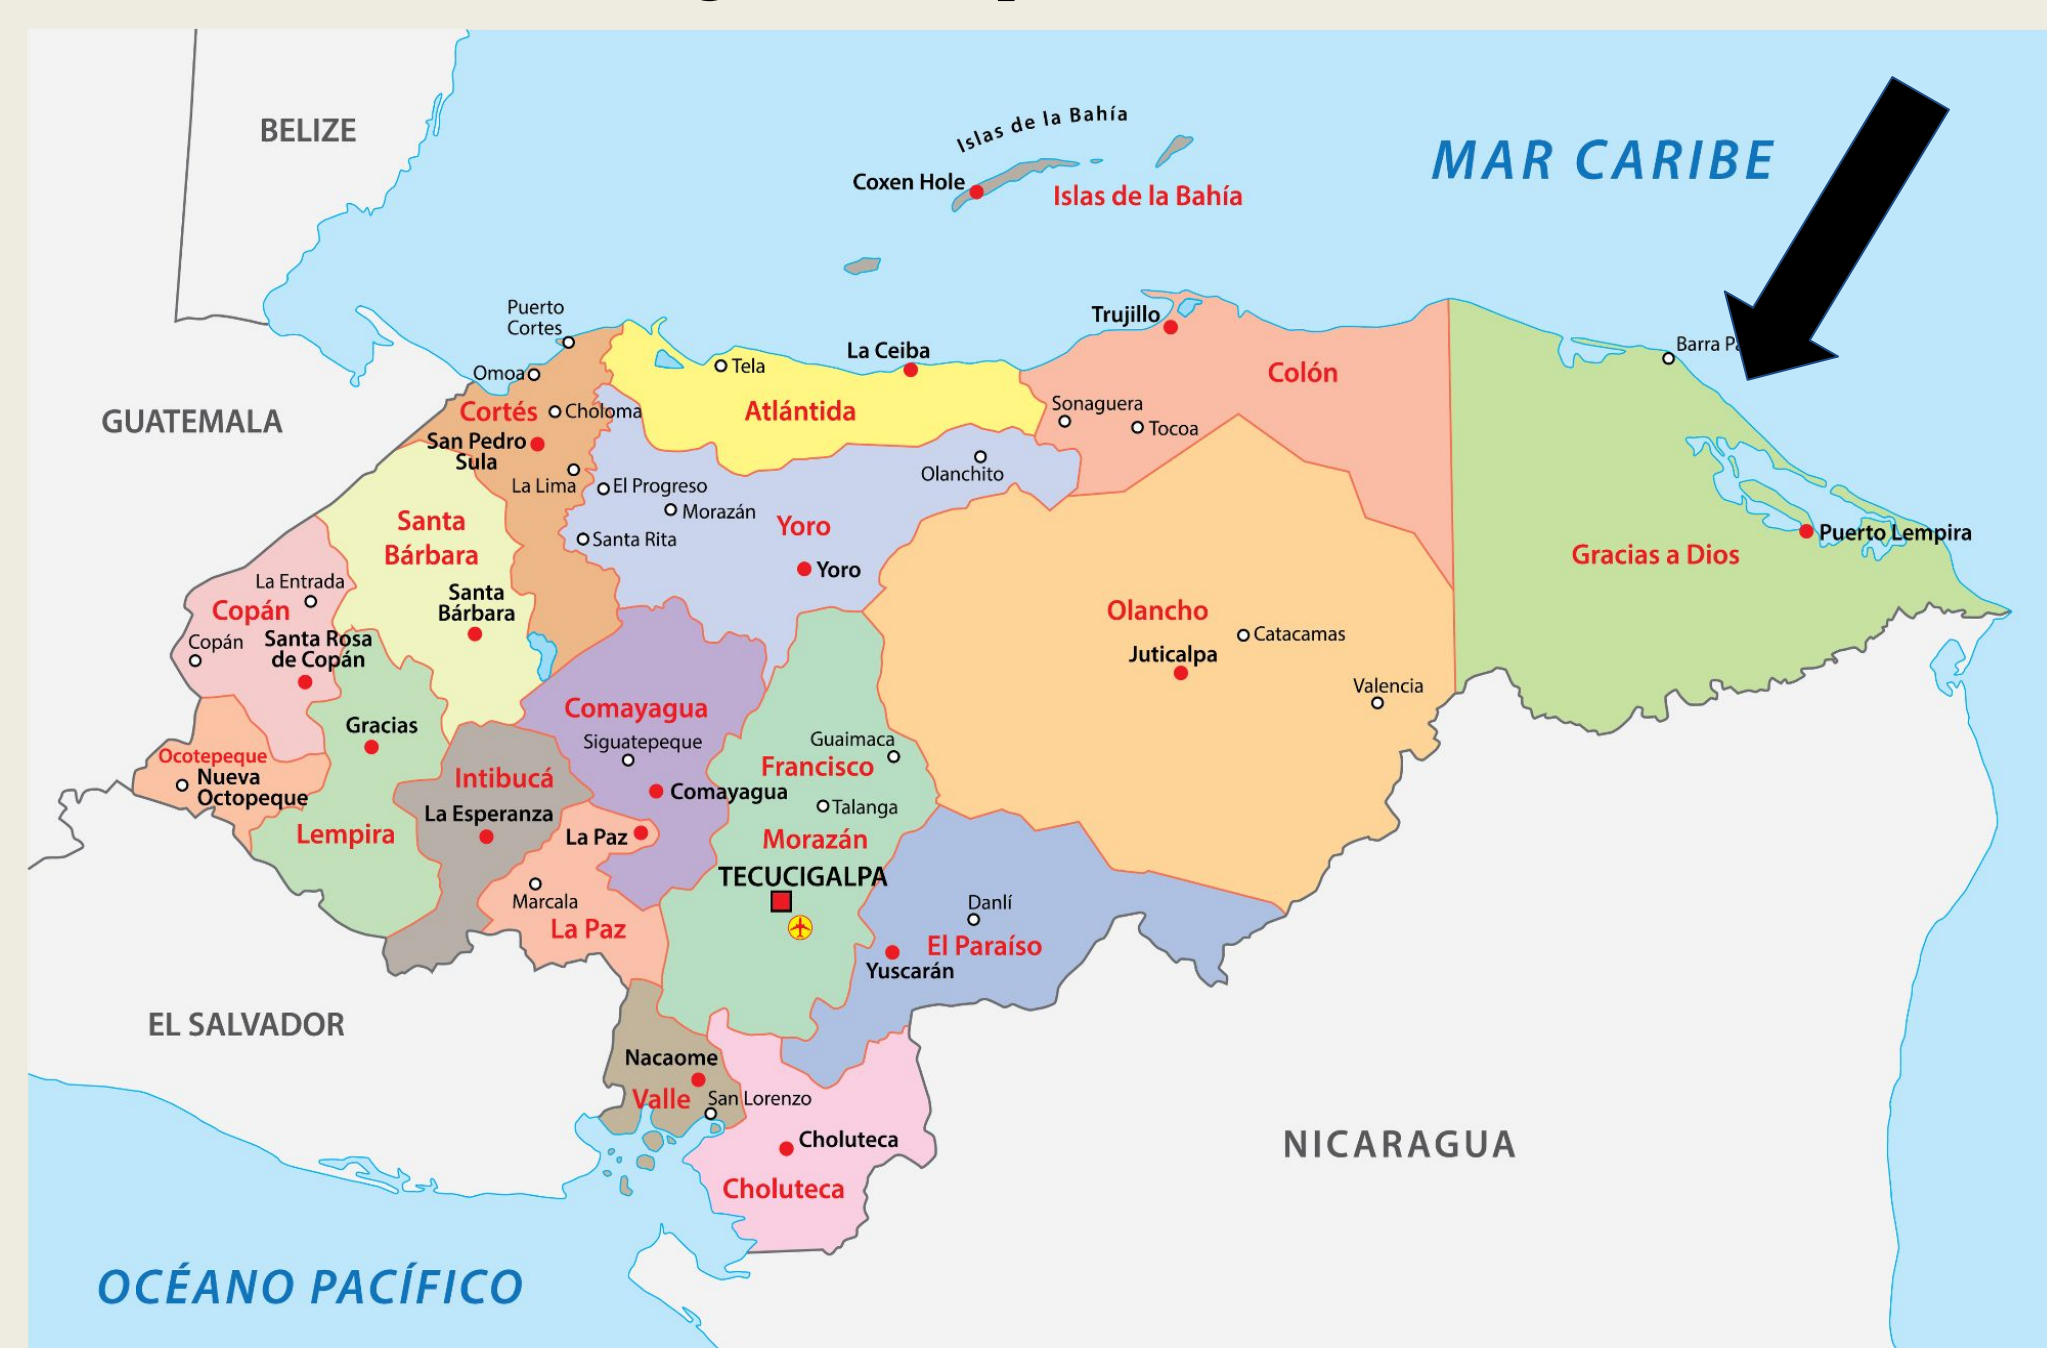 BELIZE
Islas de la Bahía
MAR CARIBE
Coxen Hole
Islas de la Bahía
Puerto
Cortes
Trujillo
La Ceiba
Barra
Omoa
Tela
Colón
Cortés
Choloma
Atlántida
Sonaguera
GUATEMALA
Tocoa
San Pedro
Sula
Olanchito
La Lima
El Progreso
Morazán
Santa
Bárbara
Yoro
Santa Rita
Puerto Lempira
Gracias a Dios
Yoro
La Entrada
Santa
Bárbara
Copán
Olancho
Copán
Santa Rosa
de Copán
Catacamas
Juticalpa
Valencia
Comayagua
Gracias
Siguatepeque
Guaimaca
Ocotepeque
Francisco
Nueva
Octopeque
Intibucá
Comayagua
Talanga
La Esperanza
Lempira
La Paz
Morazán
TECUCIGALPA
Marcala
Danlí
La Paz
El Paraíso
Yuscarán
EL SALVADOR
Nacaome
Valle
San Lorenzo
Choluteca
NICARAGUA
Choluteca
OCÉANO PACÍFICO